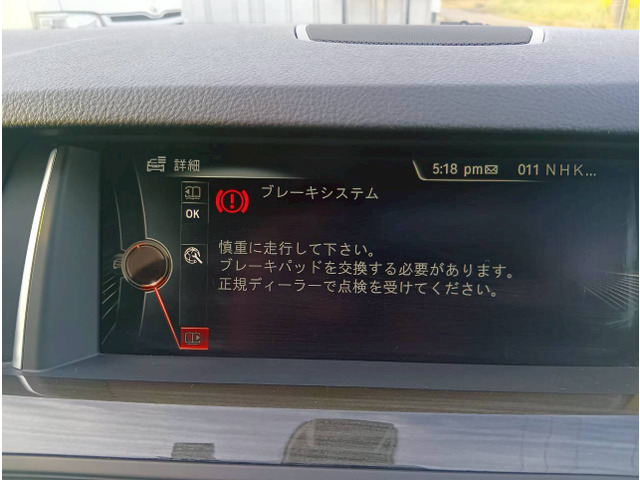 詳細
5:18 pm
011 NHK...
OK
ブレーキシステム
慎重に走行して下さい。
ブレーキパッドを交換する必要があります。
正規ディーラーで点検を受けてください。